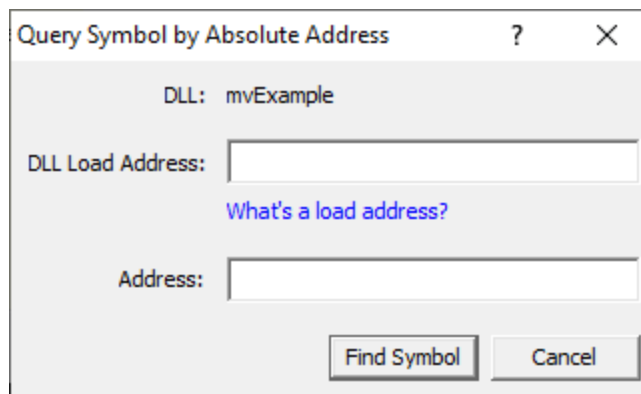 Query Symbol by Absolute Address ?
DLL: mvExample
DLL Load Address:
What's a load address?
Address:
Find Symbol Cancel